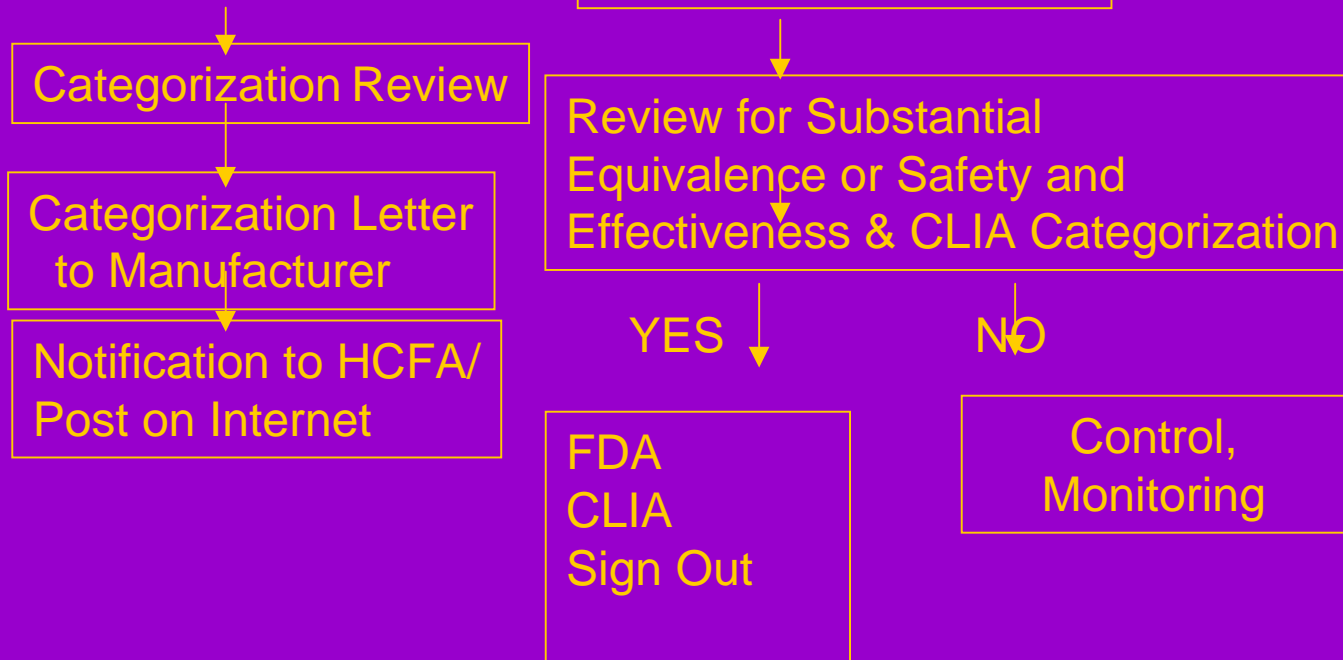 Categorization Review
Categorization Letter
to Manufacturer
Notification to HCFA/
Post on Internet
Review for Substantial
Equivalence or Safety and
Effectiveness & CLIA Categorization
YES
NO
FDA
CLIA
Sign Out
Control,
Monitoring